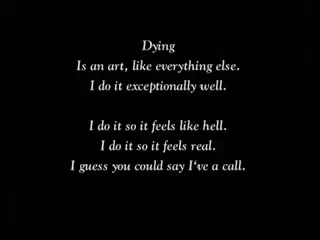 Dying
Is an art, like everything else.
I do it exceptionally well.
I do it so it feels like hell.
I do it so it feels real.
I guess you could say I've a call.